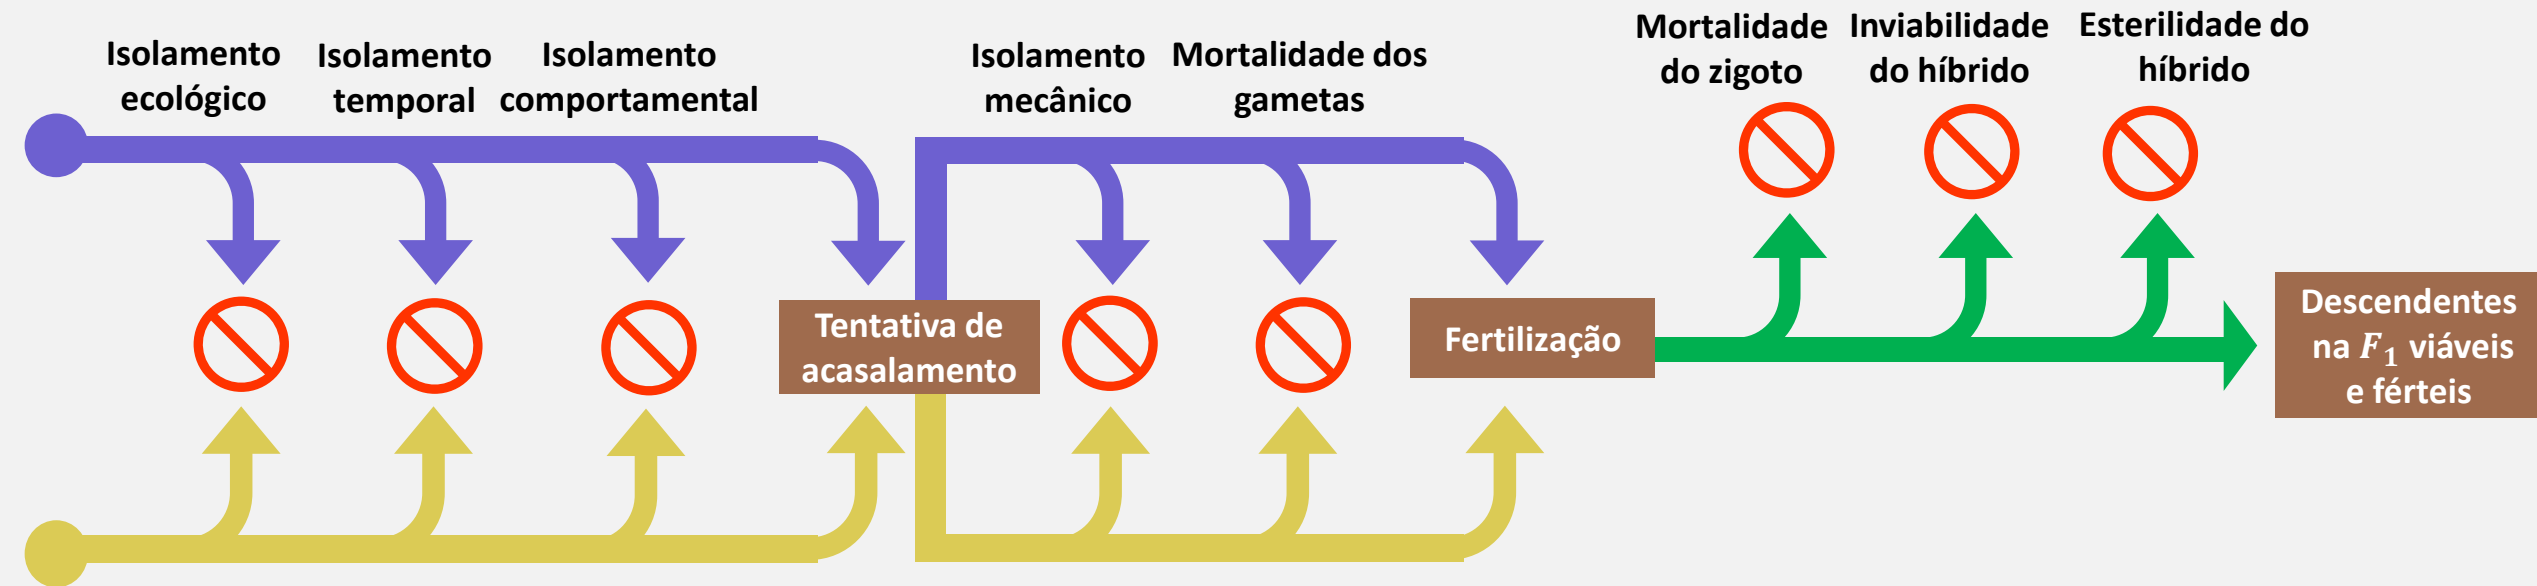 Isolamento
ecológico
Isolamento
temporal
Isolamento
comportamental
Isolamento
mecânico
Mortalidade dos
gametas
Mortalidade
do zigoto
Inviabilidade
do híbrido
Esterilidade do
híbrido
Tentativa de
acasalamento
Fertilização
Descendentes
na F₁ viáveis
e férteis